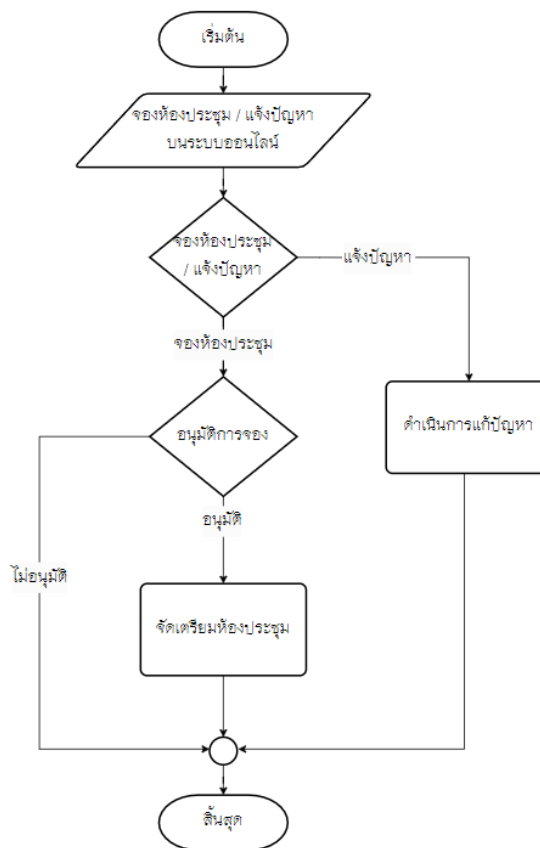 เริ่มต้น
จองห้องประชุม / แจ้งปัญหา
บนระบบออนไลน์
จองห้องประชุม
/ แจ้งปัญหา
แจ้งปัญหา
จองห้องประชุม
อนุมัติการจอง
ดำเนินการแก้ปัญหา
อนุมัติ
ไม่อนุมัติ
จัดเตรียมห้องประชุม
สิ้นสุด